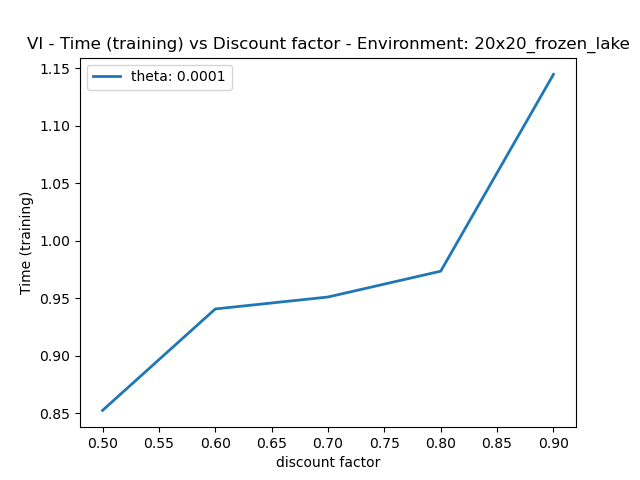 VI - Time (training) vs Discount factor - Environment: 20x20_frozen_lake
theta: 0.0001
Time (training)
1.15
1.10
1.05
1.00
0.95
0.90
0.85
0.50 0.55 0.60 0.65 0.70 0.75 0.80 0.85 0.90
discount factor